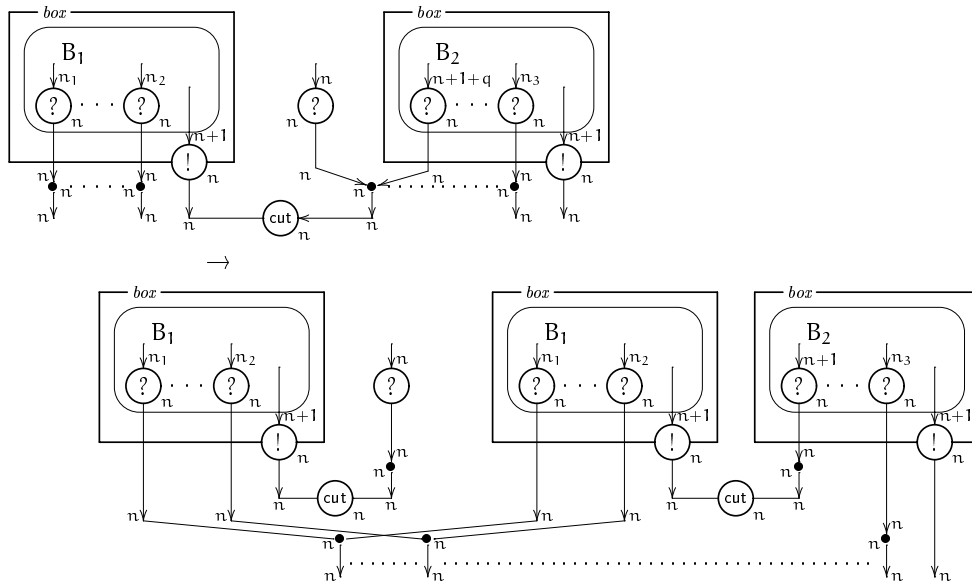 box box
B₁ B₂
n₁ n₂ n n+1+q n₃
? · · · · ? ? ? · · · ? 
n n n n n
n+1 n+1
! !
n n
n n n n n n n
n n n n n n n
cut
n
→
box box box
B₁ B₁ B₂
n₁ n₂ n n₁ n₂ n+1 n₃
? · · · · ? ? ? · · · · ? ? · · · ?
n n n n n n
n+1 n+1 n+1
! ! !
n n n
n n
cut cut
n n n n n n
n n n n n
n n n
n n n n